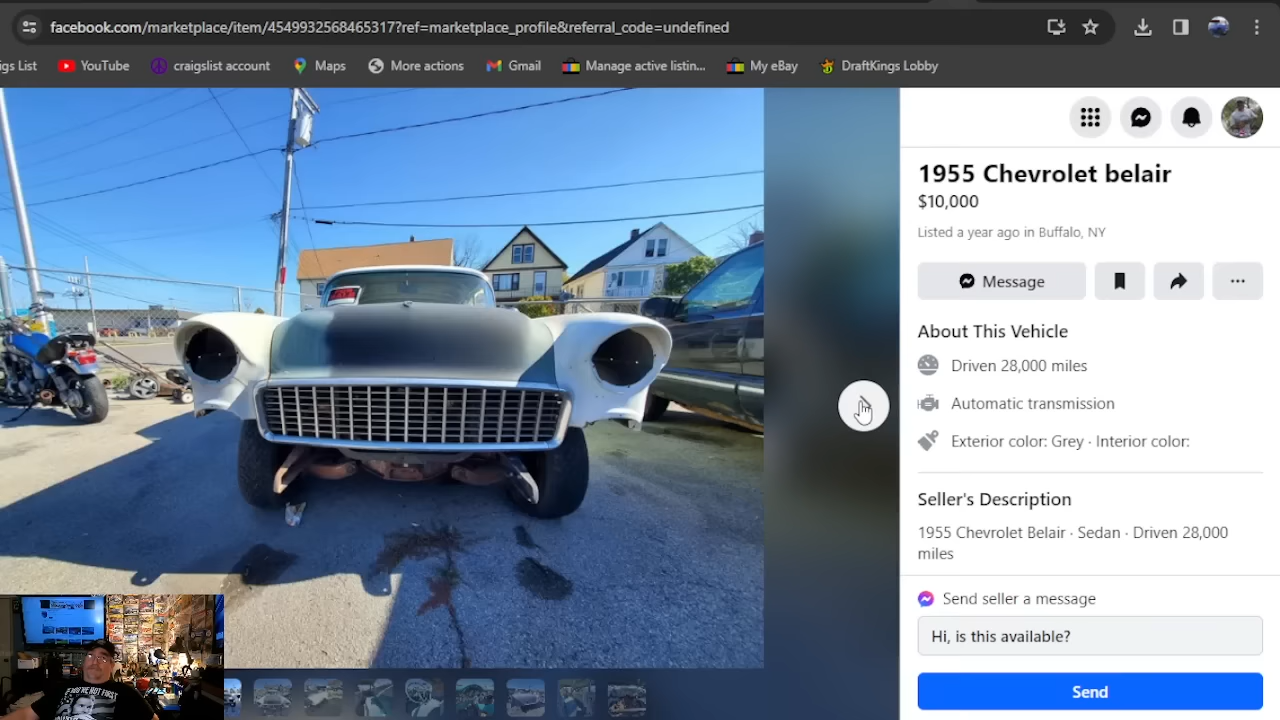 facebook.com/marketplace/item/4549932568465317?ref=marketplace_profile&referral_code=undefined
igs List YouTube craigslist account Maps More actions Gmail Manage active listin... My eBay DraftKings Lobby
1955 Chevrolet belair
$10,000
Listed a year ago in Buffalo, NY
Message
About This Vehicle
Driven 28,000 miles
Automatic transmission
Exterior color: Grey · Interior color:
Seller's Description
1955 Chevrolet Belair · Sedan · Driven 28,000
miles
Send seller a message
Hi, is this available?
Send